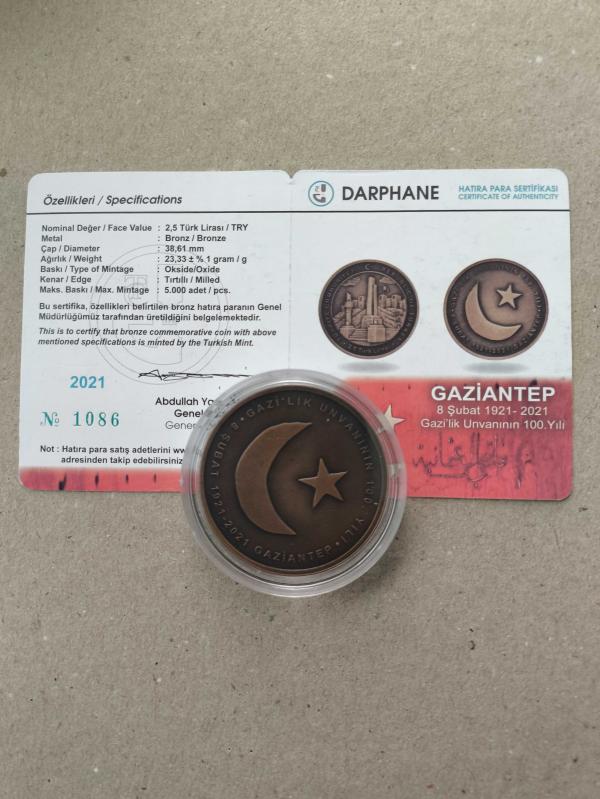 Özellikleri / Specifications
Nominal Değer / Face Value : 2,5 Türk Lirası / TRY
Metal : Bronz / Bronze
Çap / Diameter : 38,61 mm
Ağırlık / Weight : 23,33 ± %.1 gram / g
Baskı / Type of Mintage : Okside/Oxide
Kenar / Edge : Tırtıllı / Milled
Maks. Baskı / Max. Mintage : 5.000 adet / pcs.
Bu sertifika, özellikleri belirtilen bronz hatıra paranın Genel
Müdürlüğümüz tarafından üretildiğini belgelemektedir.
This is to certify that bronze commemorative coin with above
mentioned specifications is minted by the Turkish Mint.
2021
№ 1086
Abdullah
Genel
Gener
Not : Hatıra para satış adetlerini ww
adresinden takip edebilirsiniz
DARPHANE
HATIRA PARA SERTİFİKASI
CERTIFICATE OF AUTHENTICITY
GAZİANTEP
8 Şubat 1921- 2021
Gazi'lik Unvanının 100.Yılı
8 ŞUBAT 1921-2021 GAZİANTEP • GAZİ'LİK UNVANININ 100. YILI •